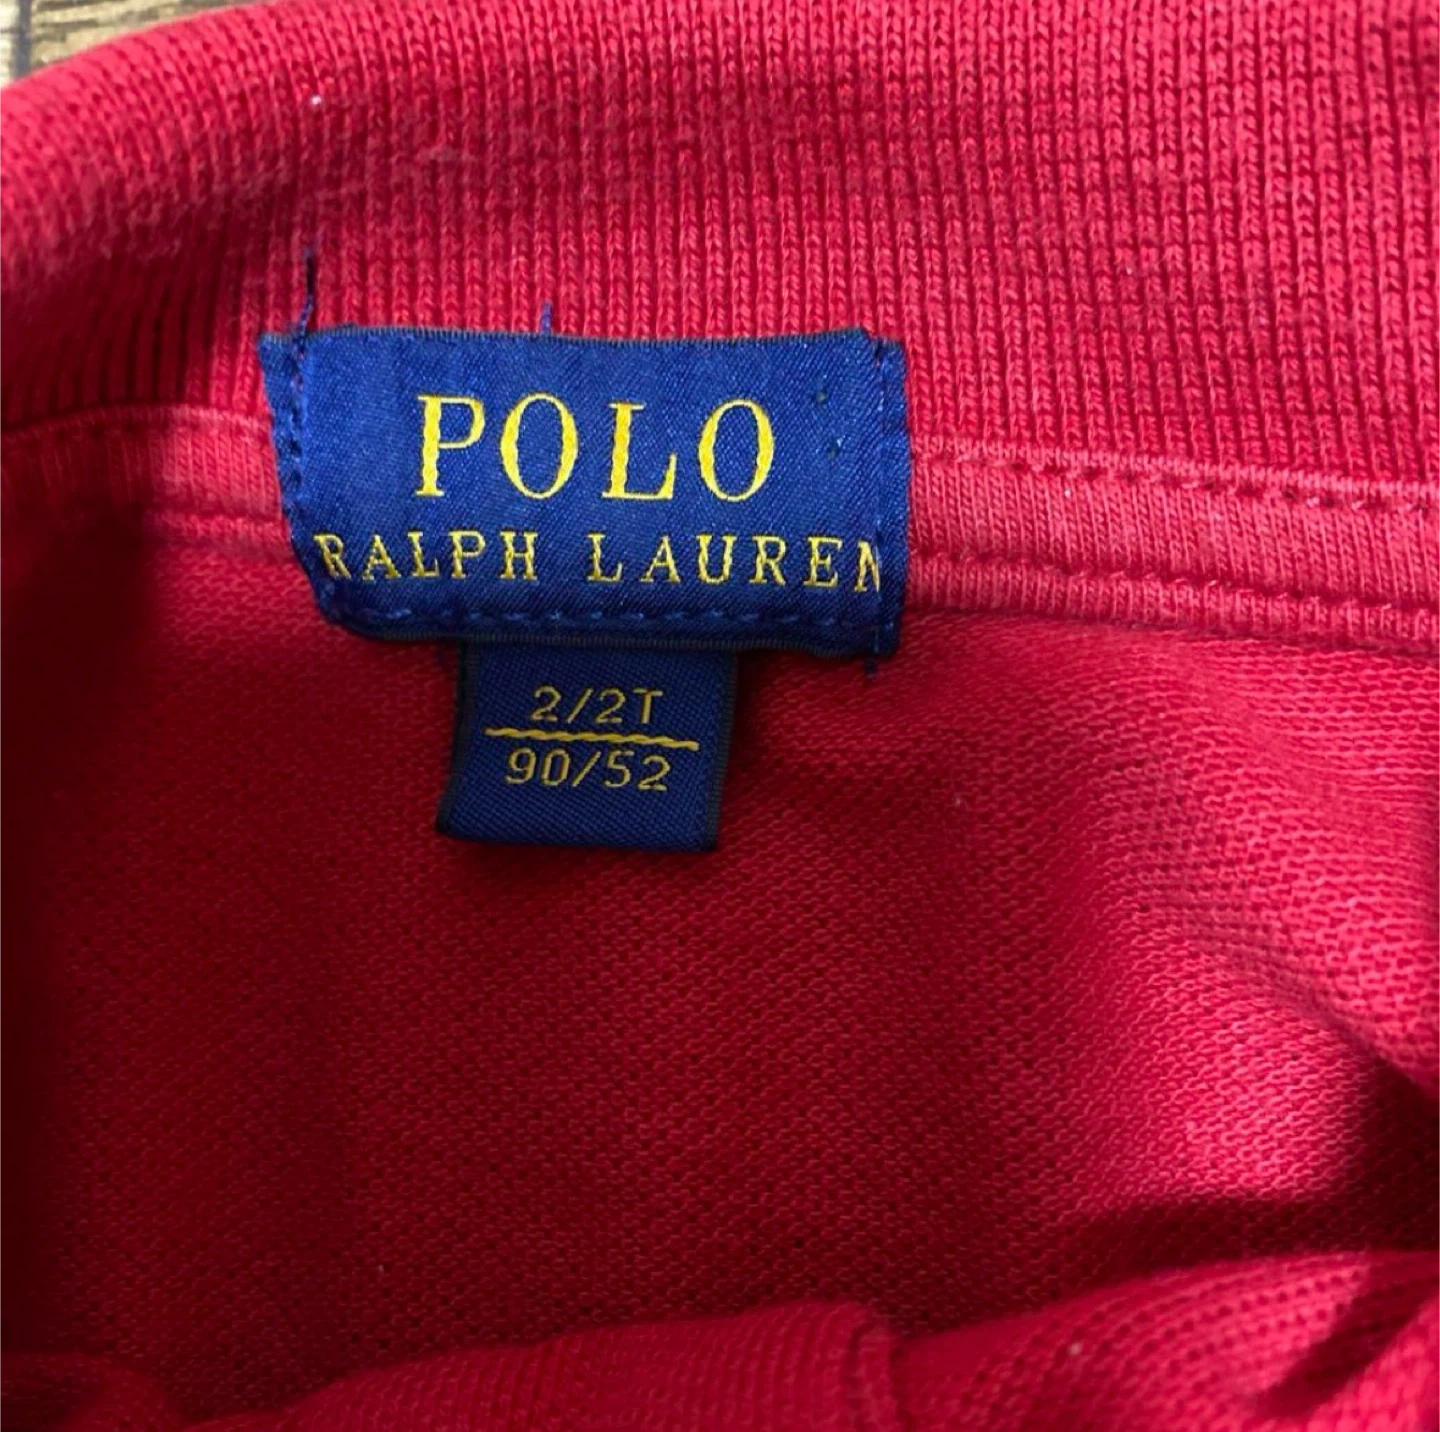 POLO
RALPH LAUREN
2/2T
90/52